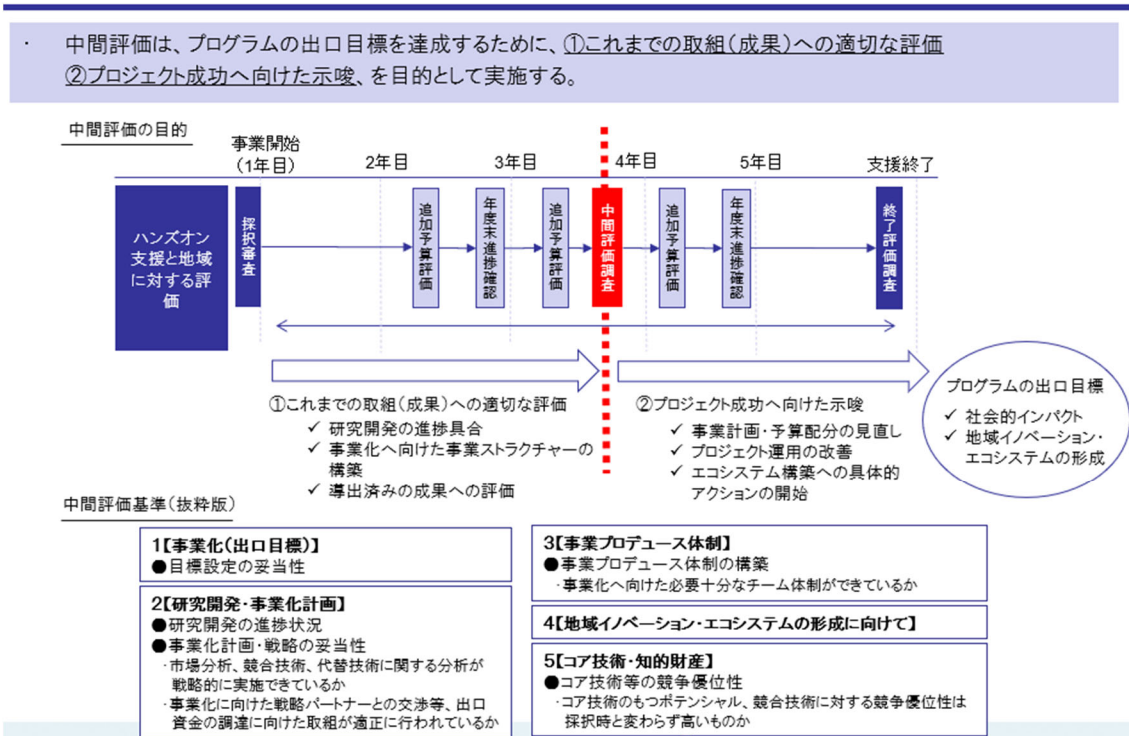 ・ 中間評価は、プログラムの出口目標を達成するために、①これまでの取組(成果)への適切な評価
②プロジェクト成功へ向けた示唆、を目的として実施する。
中間評価の目的
事業開始
(1年目)
2年目
3年目
4年目
5年目
支援終了
ハンズオン
支援と地域
に対する評
価
採択審査
追加予算評価
年度末進捗確認
追加予算評価
中間評価調査
追加予算評価
年度末進捗確認
終了評価調査
①これまでの取組(成果)への適切な評価
✓ 研究開発の進捗具合
✓ 事業化へ向けた事業ストラクチャーの
構築
✓ 導出済みの成果への評価
②プロジェクト成功へ向けた示唆
✓ 事業計画・予算配分の見直し
✓ プロジェクト運用の改善
✓ エコシステム構築への具体的
アクションの開始
プログラムの出口目標
✓ 社会的インパクト
✓ 地域イノベーション・
エコシステムの形成
中間評価基準(抜粋版)
1【事業化(出口目標)】
●目標設定の妥当性
2【研究開発・事業化計画】
●研究開発の進捗状況
●事業化計画・戦略の妥当性
・市場分析、競合技術、代替技術に関する分析が
戦略的に実施できているか
・事業化に向けた戦略パートナーとの交渉等、出口
資金の調達に向けた取組が適正に行われているか
3【事業プロデュース体制】
●事業プロデュース体制の構築
・事業化へ向けた必要十分なチーム体制ができているか
4【地域イノベーション・エコシステムの形成に向けて】
5【コア技術・知的財産】
●コア技術等の競争優位性
・コア技術のもつポテンシャル、競合技術に対する競争優位性は
採択時と変わらず高いものか